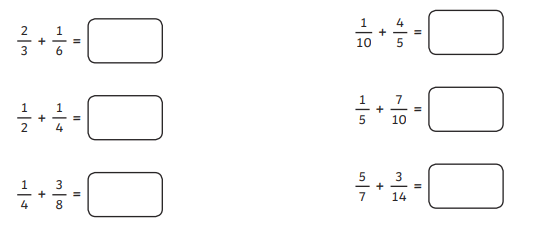 2/3 + 1/6 =
1/2 + 1/4 =
1/4 + 3/8 =
1/10 + 4/5 =
1/5 + 7/10 =
5/7 + 3/14 =